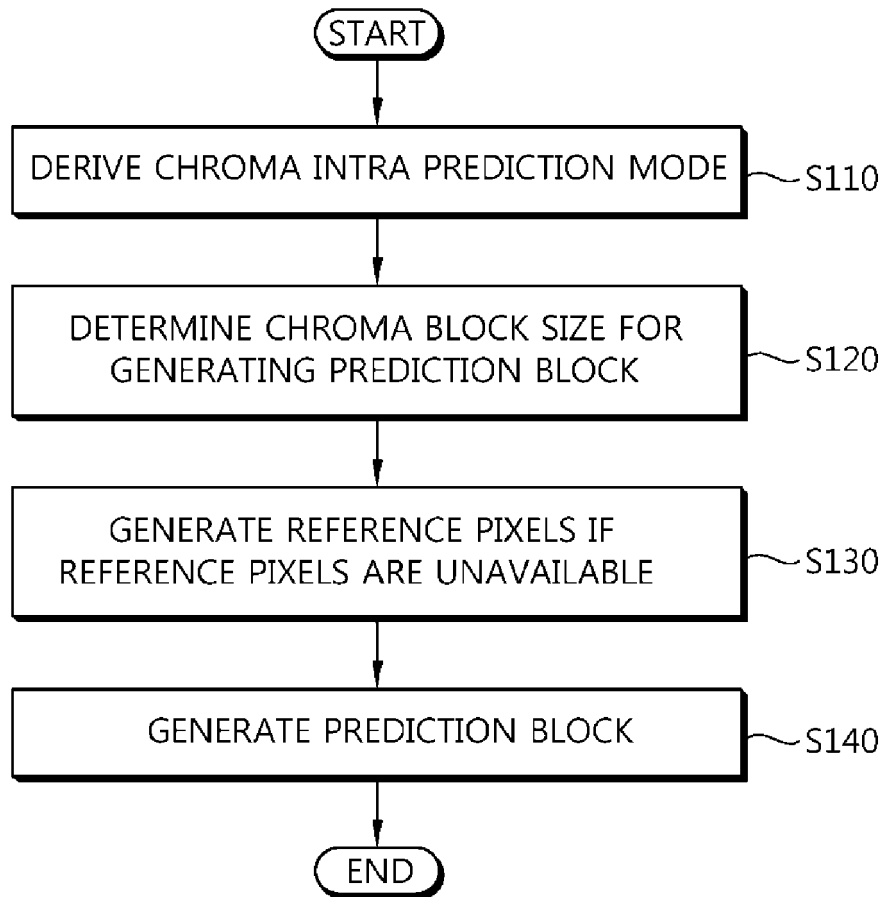 START
DERIVE CHROMA INTRA PREDICTION MODE
S110
DETERMINE CHROMA BLOCK SIZE FOR
GENERATING PREDICTION BLOCK
S120
GENERATE REFERENCE PIXELS IF
REFERENCE PIXELS ARE UNAVAILABLE
S130
GENERATE PREDICTION BLOCK
S140
END